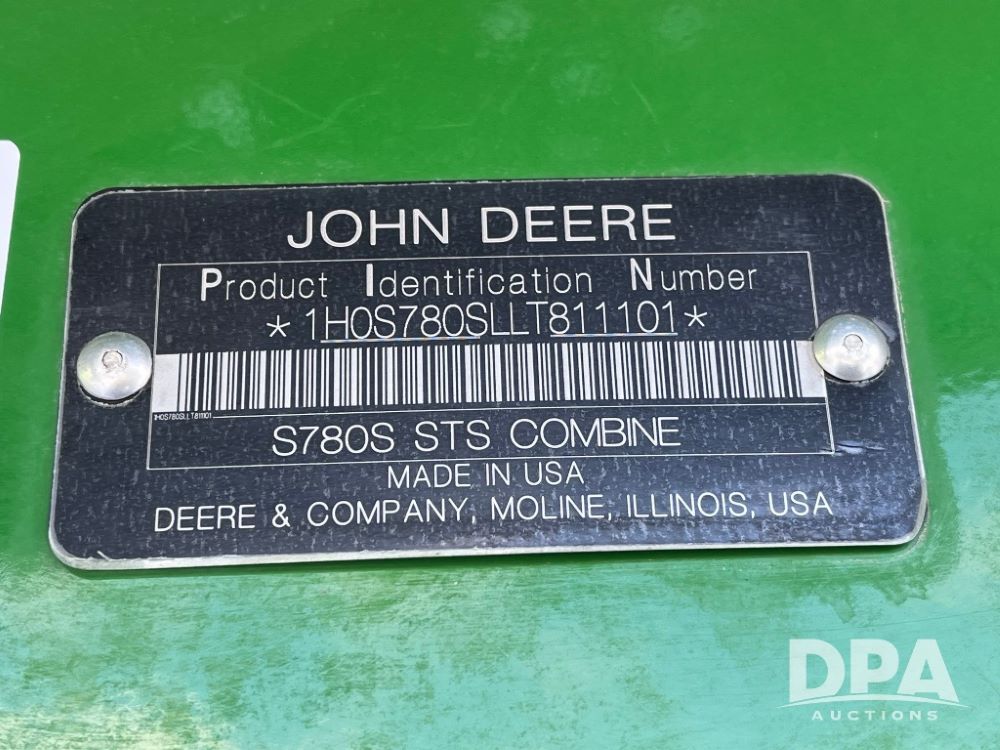 JOHN DEERE
Product Identification Number
*1H0S780SLLT811101*
1H0S780SLLT811101
S780S STS COMBINE
MADE IN USA
DEERE & COMPANY, MOLINE, ILLINOIS, USA
DPA
AUCTIONS